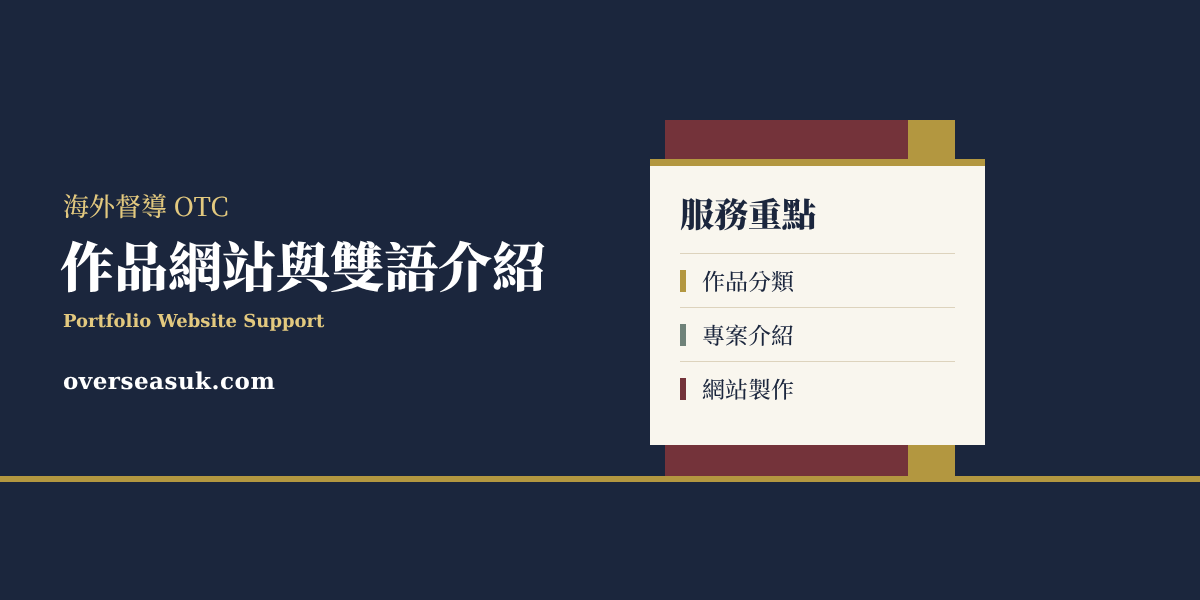 海外督導 OTC
作品網站與雙語介紹
Portfolio Website Support
overseasuk.com
服務重點
作品分類
專案介紹
網站製作